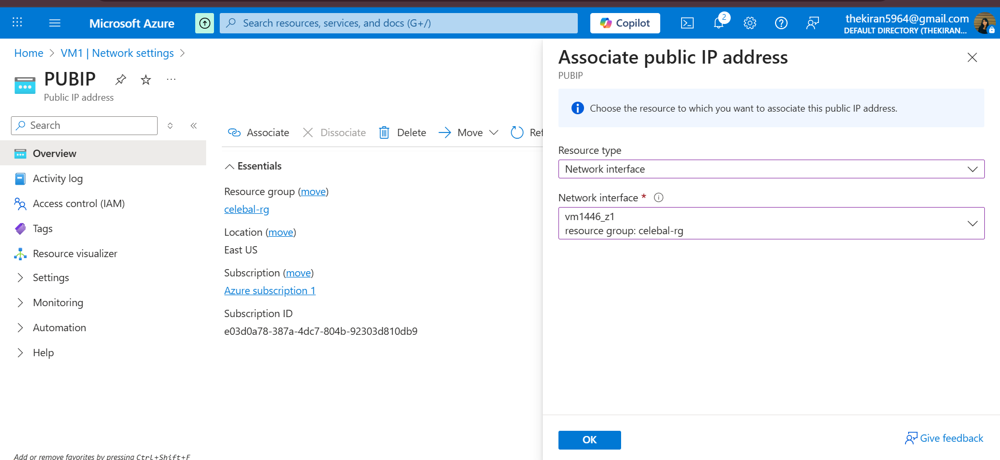 Microsoft Azure
Search resources, services, and docs (G+/)
Copilot
2
thekiran5964@gmail.com
DEFAULT DIRECTORY (THEKIRAN...
Home > VM1 | Network settings >
PUBIP
Public IP address
Search
Overview
Activity log
Access control (IAM)
Tags
Resource visualizer
Settings
Monitoring
Automation
Help
Add or remove favorites by pressing Ctrl+Shift+F
Associate Dissociate Delete Move Ref
Essentials
Resource group (move)
celebal-rg
Location (move)
East US
Subscription (move)
Azure subscription 1
Subscription ID
e03d0a78-387a-4dc7-804b-92303d810db9
Associate public IP address
PUBIP
Choose the resource to which you want to associate this public IP address.
Resource type
Network interface
Network interface *
vm1446_z1
resource group: celebal-rg
OK
Give feedback